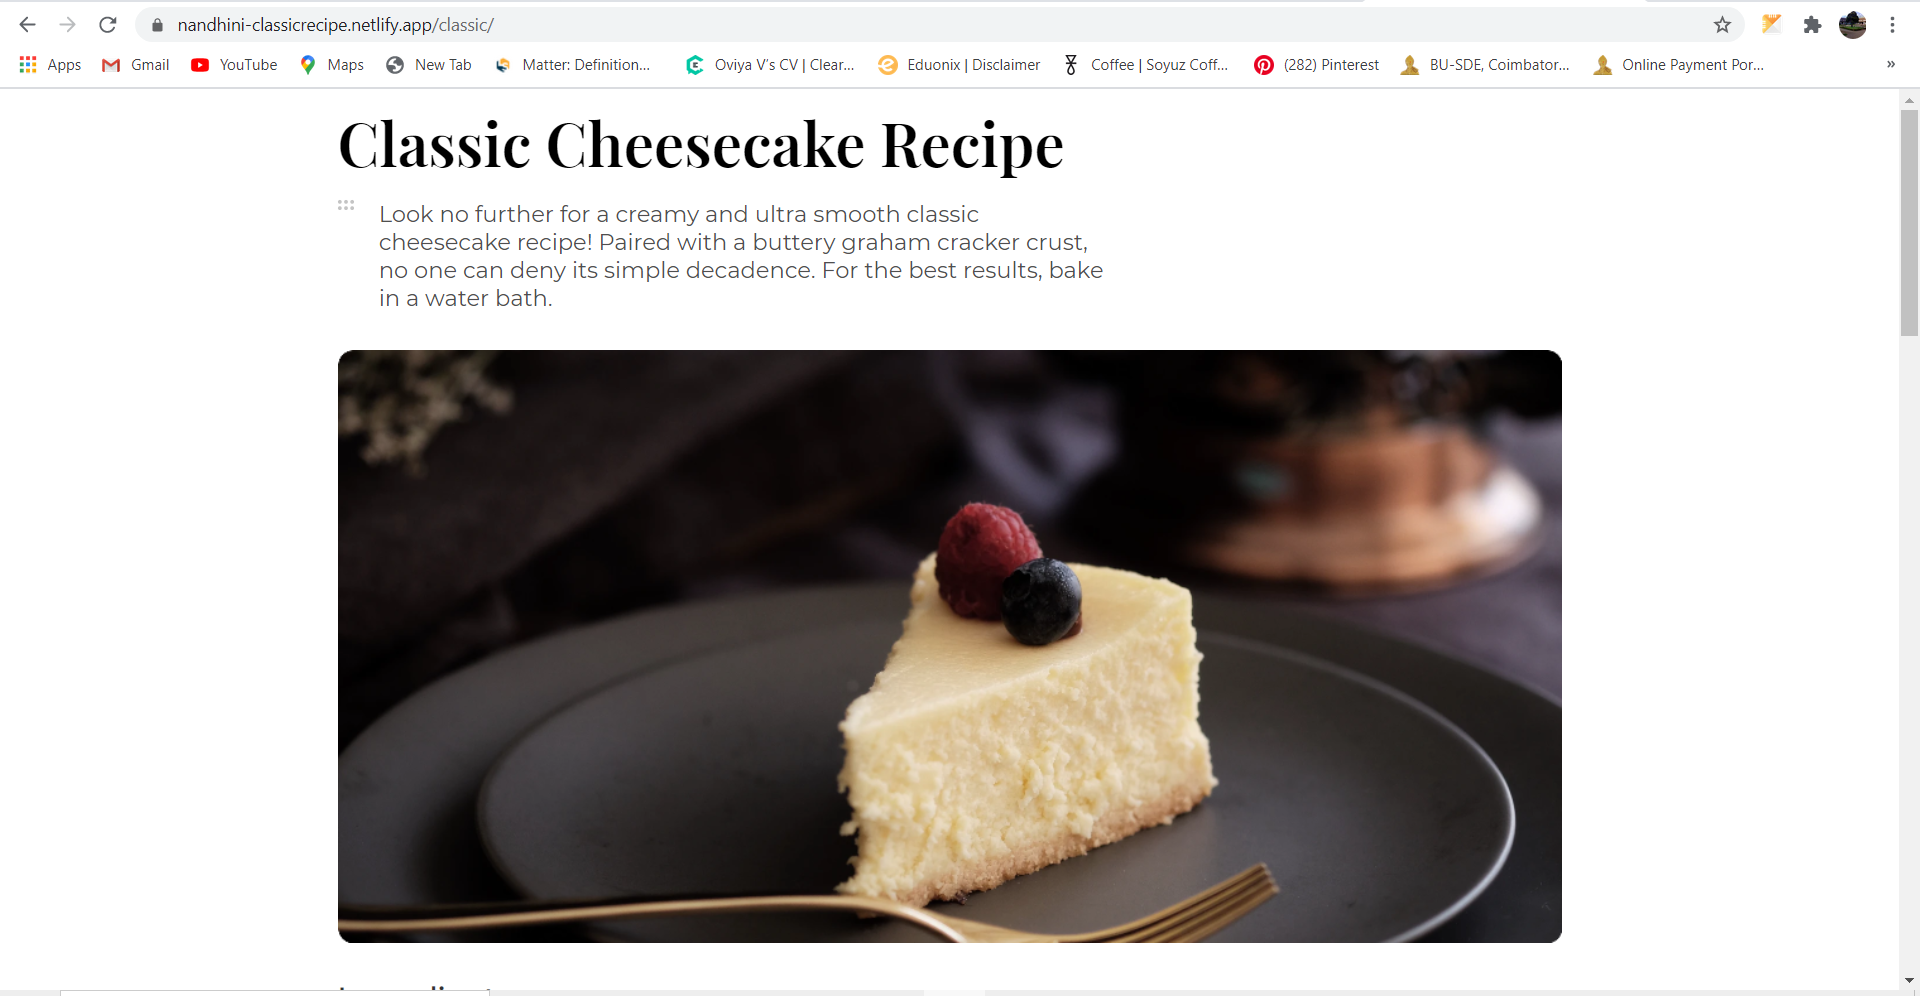 nandhini-classicrecipe.netlify.app/classic/
Apps Gmail YouTube Maps New Tab Matter: Definition... Oviya V's CV | Clear... Eduonix | Disclaimer Coffee | Soyuz Coff... (282) Pinterest BU-SDE, Coimbator... Online Payment Por... »
Classic Cheesecake Recipe
Look no further for a creamy and ultra smooth classic
cheesecake recipe! Paired with a buttery graham cracker crust,
no one can deny its simple decadence. For the best results, bake
in a water bath.